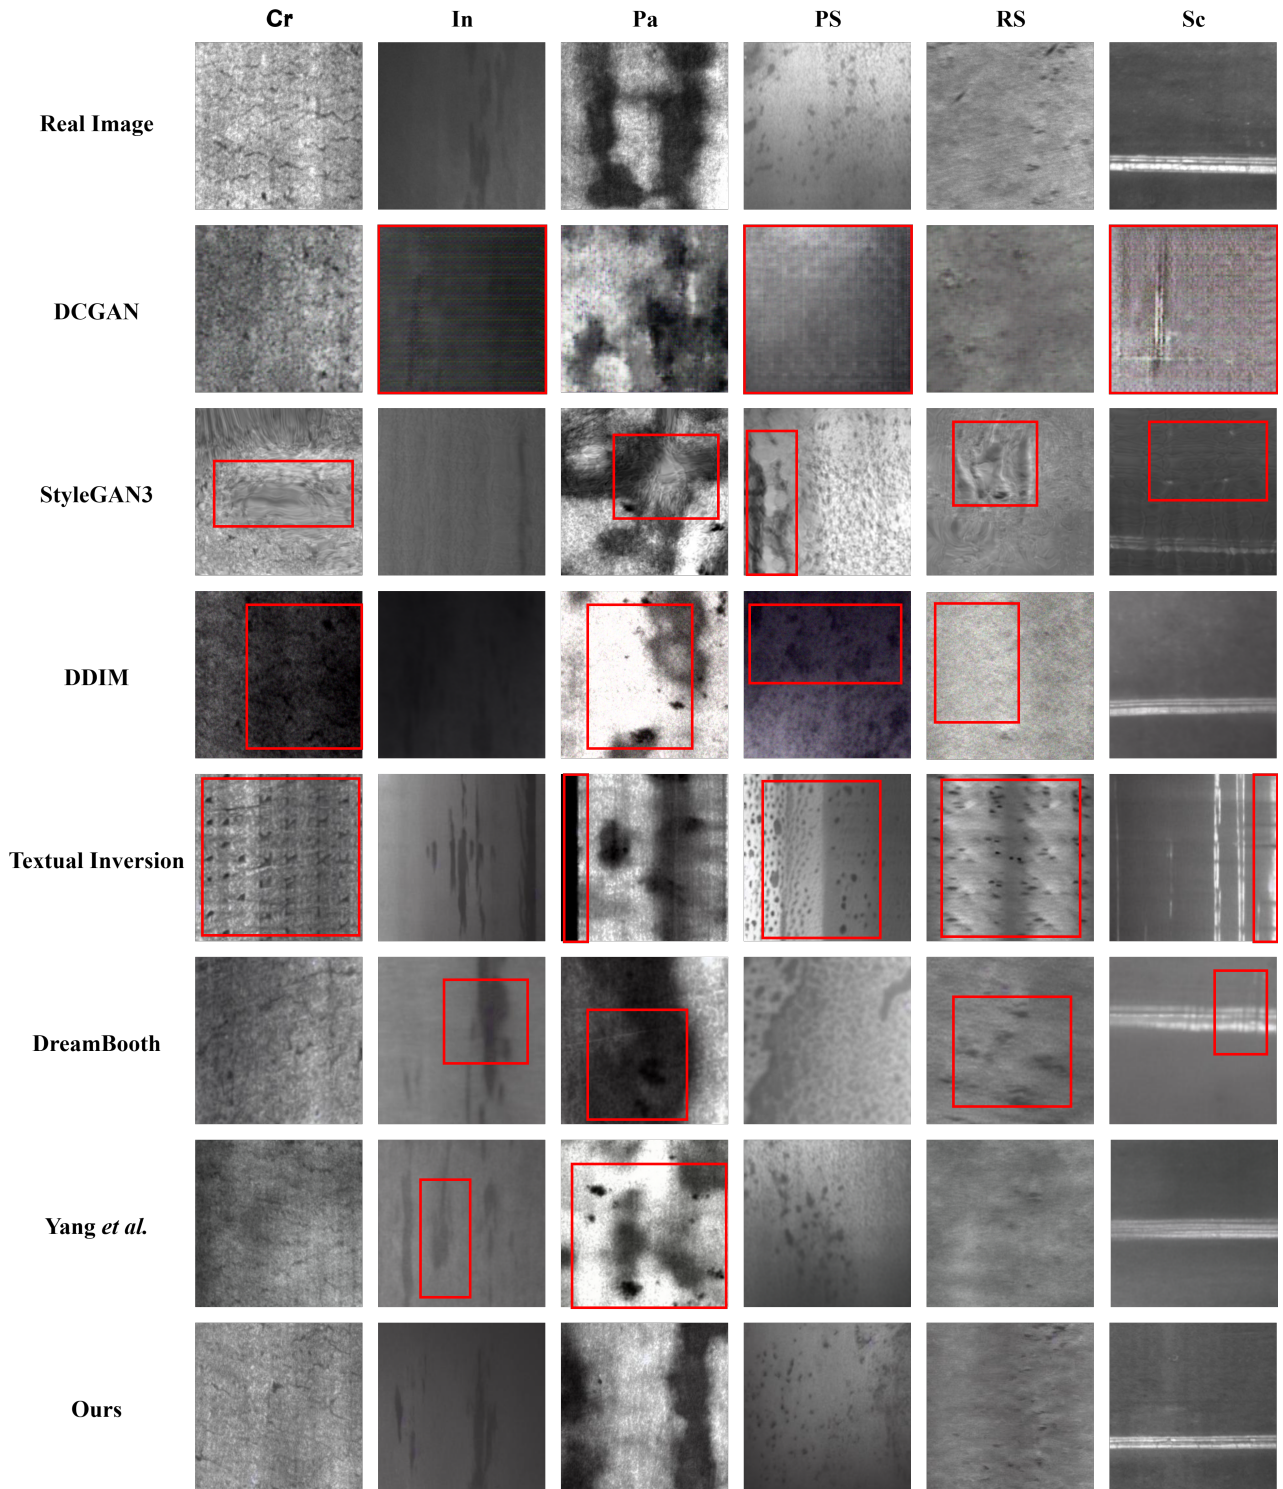 Cr In Pa PS RS Sc
Real Image
DCGAN
StyleGAN3
DDIM
Textual Inversion
DreamBooth
Yang et al.
Ours